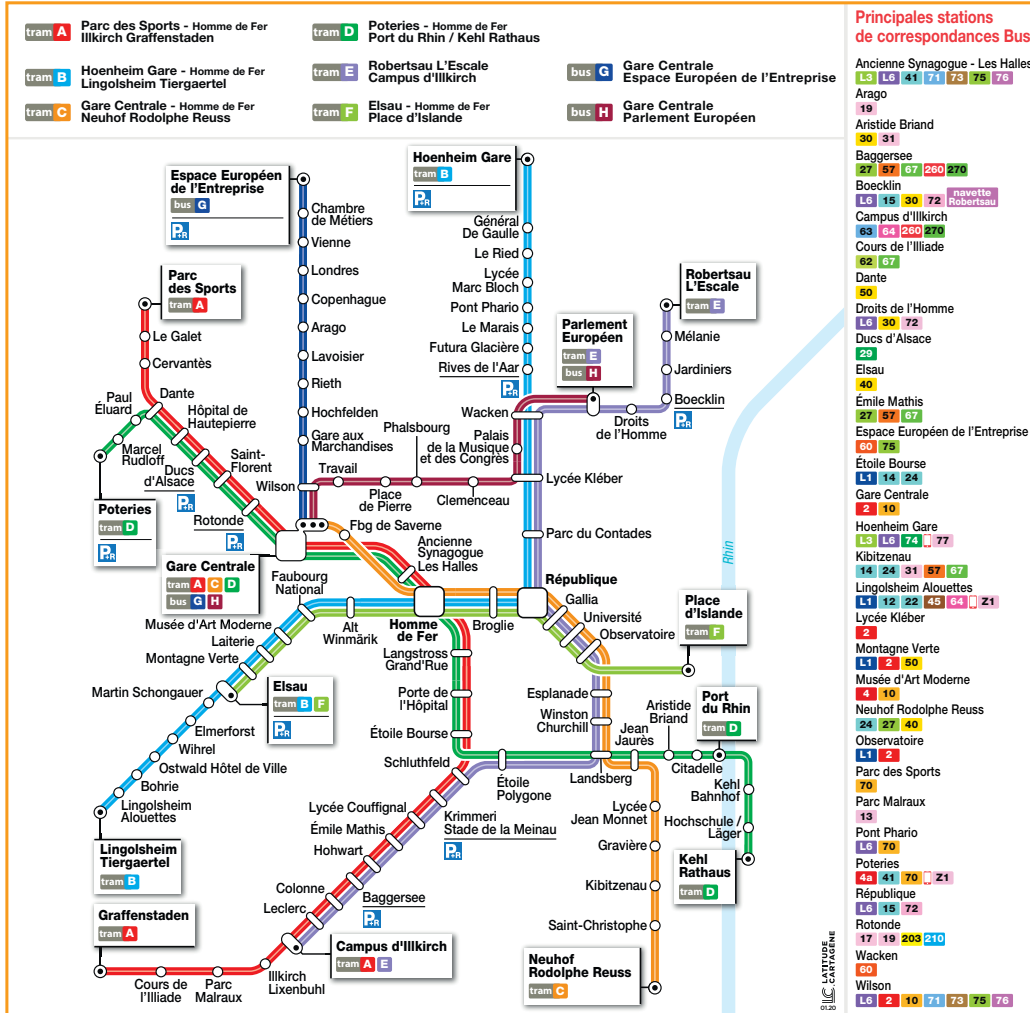 tram A Parc des Sports - Homme de Fer
Illkirch Graffenstaden
tram B Hoenheim Gare - Homme de Fer
Lingolsheim Tiergaertel
tram C Gare Centrale - Homme de Fer
Neuhof Rodolphe Reuss
tram D Poteries - Homme de Fer
Port du Rhin / Kehl Rathaus
tram E Robertsau L'Escale
Campus d'Illkirch
tram F Elsau - Homme de Fer
Place d'Islande
bus G Gare Centrale
Espace Européen de l'Entreprise
bus H Gare Centrale
Parlement Européen
Espace Européen
de l'Entreprise
bus G
P+R
Chambre
de Métiers
Vienne
Londres
Copenhague
Arago
Lavoisier
Rieth
Hochfelden
Gare aux
Marchandises
Wilson
Hoenheim Gare
tram B
P+R
Général
De Gaulle
Le Ried
Lycée
Marc Bloch
Pont Phario
Le Marais
Futura Glacière
Rives de l'Aar
P+R
Wacken
Palais
de la Musique
et des Congrès
Lycée Kléber
Parc du Contades
République
Robertsau
L'Escale
tram E
Mélanie
Jardiniers
Boecklin
P+R
Droits
de l'Homme
Parlement
Européen
tram E
bus H
Phalsbourg
Travail
Place
de Pierre
Clemenceau
Parc
des Sports
tram A
Le Galet
Cervantès
Dante
Paul
Éluard
Marcel
Rudloff
Hôpital de
Hautepierre
Ducs
d'Alsace
P+R
Saint-
Florent
Rotonde
P+R
Poteries
tram D
P+R
Gare Centrale
tram A C D
bus G H
Fbg de Saverne
Ancienne
Synagogue
Les Halles
Faubourg
National
Musée d'Art Moderne
Laiterie
Montagne Verte
Martin Schongauer
Elmerforst
Wihrel
Ostwald Hôtel de Ville
Bohrie
Lingolsheim
Alouettes
Lingolsheim
Tiergaertel
tram B
Elsau
tram B F
P+R
Alt
Winmärik
Homme
de Fer
Broglie
Gallia
Université
Observatoire
Place
d'Islande
tram F
Langstross
Grand'Rue
Porte de
l'Hôpital
Étoile Bourse
Schluthfeld
Esplanade
Winston
Churchill
Landsberg
Jean
Jaurès
Aristide
Briand
Citadelle
Port
du Rhin
tram D
Kehl
Bahnhof
Hochschule /
Läger
Kehl
Rathaus
tram D
Étoile
Polygone
Krimmeri
Stade de la Meinau
P+R
Lycée Couffignal
Émile Mathis
Hohwart
Colonne
Leclerc
Baggersee
P+R
Campus d'Illkirch
tram A E
Illkirch
Lixenbuhl
Parc
Malraux
Cours de
l'Illiade
Graffenstaden
tram A
Lycée
Jean Monnet
Gravière
Kibitzenau
Saint-Christophe
Neuhof
Rodolphe Reuss
tram C
Rhin
LATITUDE
CARTAGÈNE
Principales stations
de correspondances Bus
Ancienne Synagogue - Les Halles
L3 L6 41 71 73 75 76
Arago
19
Aristide Briand
30 31
Baggersee
27 57 67 260 270
Boecklin
L6 15 30 72 navette
Robertsau
Campus d'Illkirch
63 64 260 270
Cours de l'Illiade
62 67
Dante
50
Droits de l'Homme
L6 30 72
Ducs d'Alsace
29
Elsau
40
Émile Mathis
27 57 67
Espace Européen de l'Entreprise
60 75
Étoile Bourse
L1 14 24
Gare Centrale
2 10
Hoenheim Gare
L3 L6 74 77
Kibitzenau
14 24 31 57 67
Lingolsheim Alouettes
L1 12 22 45 64 Z1
Lycée Kléber
2
Montagne Verte
L1 2 50
Musée d'Art Moderne
4 10
Neuhof Rodolphe Reuss
24 27 40
Observatoire
L1 2
Parc des Sports
70
Parc Malraux
13
Pont Phario
L6 70
Poteries
4a 41 70 Z1
République
L6 15 72
Rotonde
17 19 203 210
Wacken
60
Wilson
L6 2 10 71 73 75 76